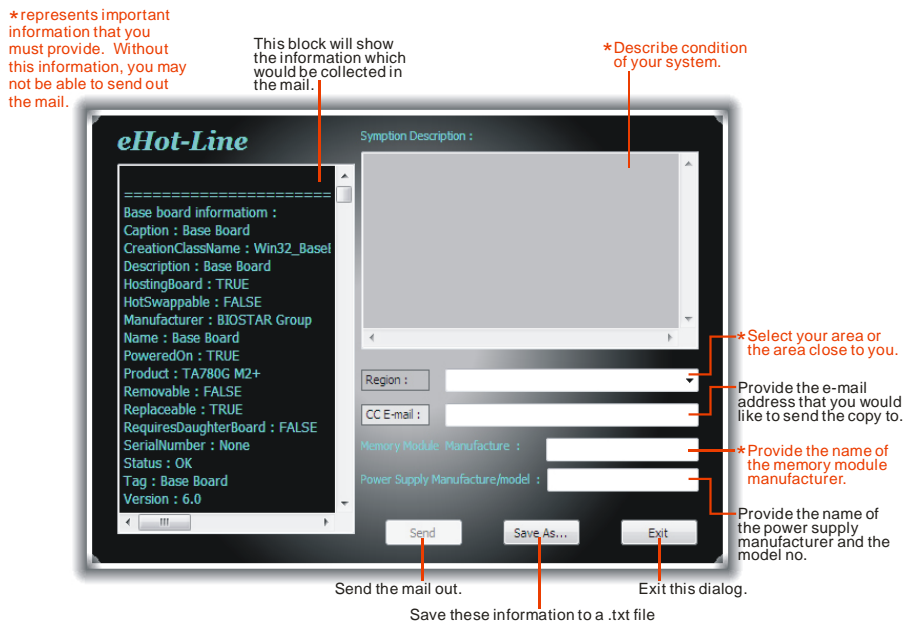 *represents important
information that you
must provide. Without
this information, you may
not be able to send out
the mail.
This block will show
the information which
would be collected in
the mail.
*Describe condition
of your system.
eHot-Line
Symption Description :
======================
Base board informatiom :
Caption : Base Board
CreationClassName : Win32_BaseI
Description : Base Board
HostingBoard : TRUE
HotSwappable : FALSE
Manufacturer : BIOSTAR Group
Name : Base Board
PoweredOn : TRUE
Product : TA780G M2+
Removable : FALSE
Replaceable : TRUE
RequiresDaughterBoard : FALSE
SerialNumber : None
Status : OK
Tag : Base Board
Version : 6.0
Region :
CC E-mail :
Memory Module Manufacture :
Power Supply Manufacture/model :
*Select your area or
the area close to you.
Provide the e-mail
address that you would
like to send the copy to.
*Provide the name of
the memory module
manufacturer.
Provide the name of
the power supply
manufacturer and the
model no.
Send
Save As...
Exit
Send the mail out.
Exit this dialog.
Save these information to a .txt file